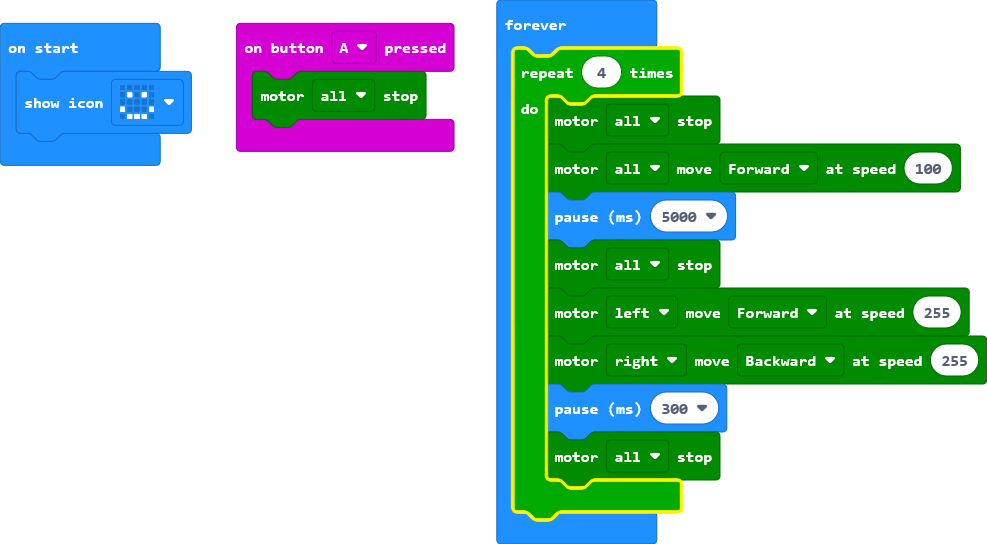 on start
show icon
on button A pressed
motor all stop
forever
repeat 4 times
do
motor all stop
motor all move Forward at speed 100
pause (ms) 5000
motor all stop
motor left move Forward at speed 255
motor right move Backward at speed 255
pause (ms) 300
motor all stop